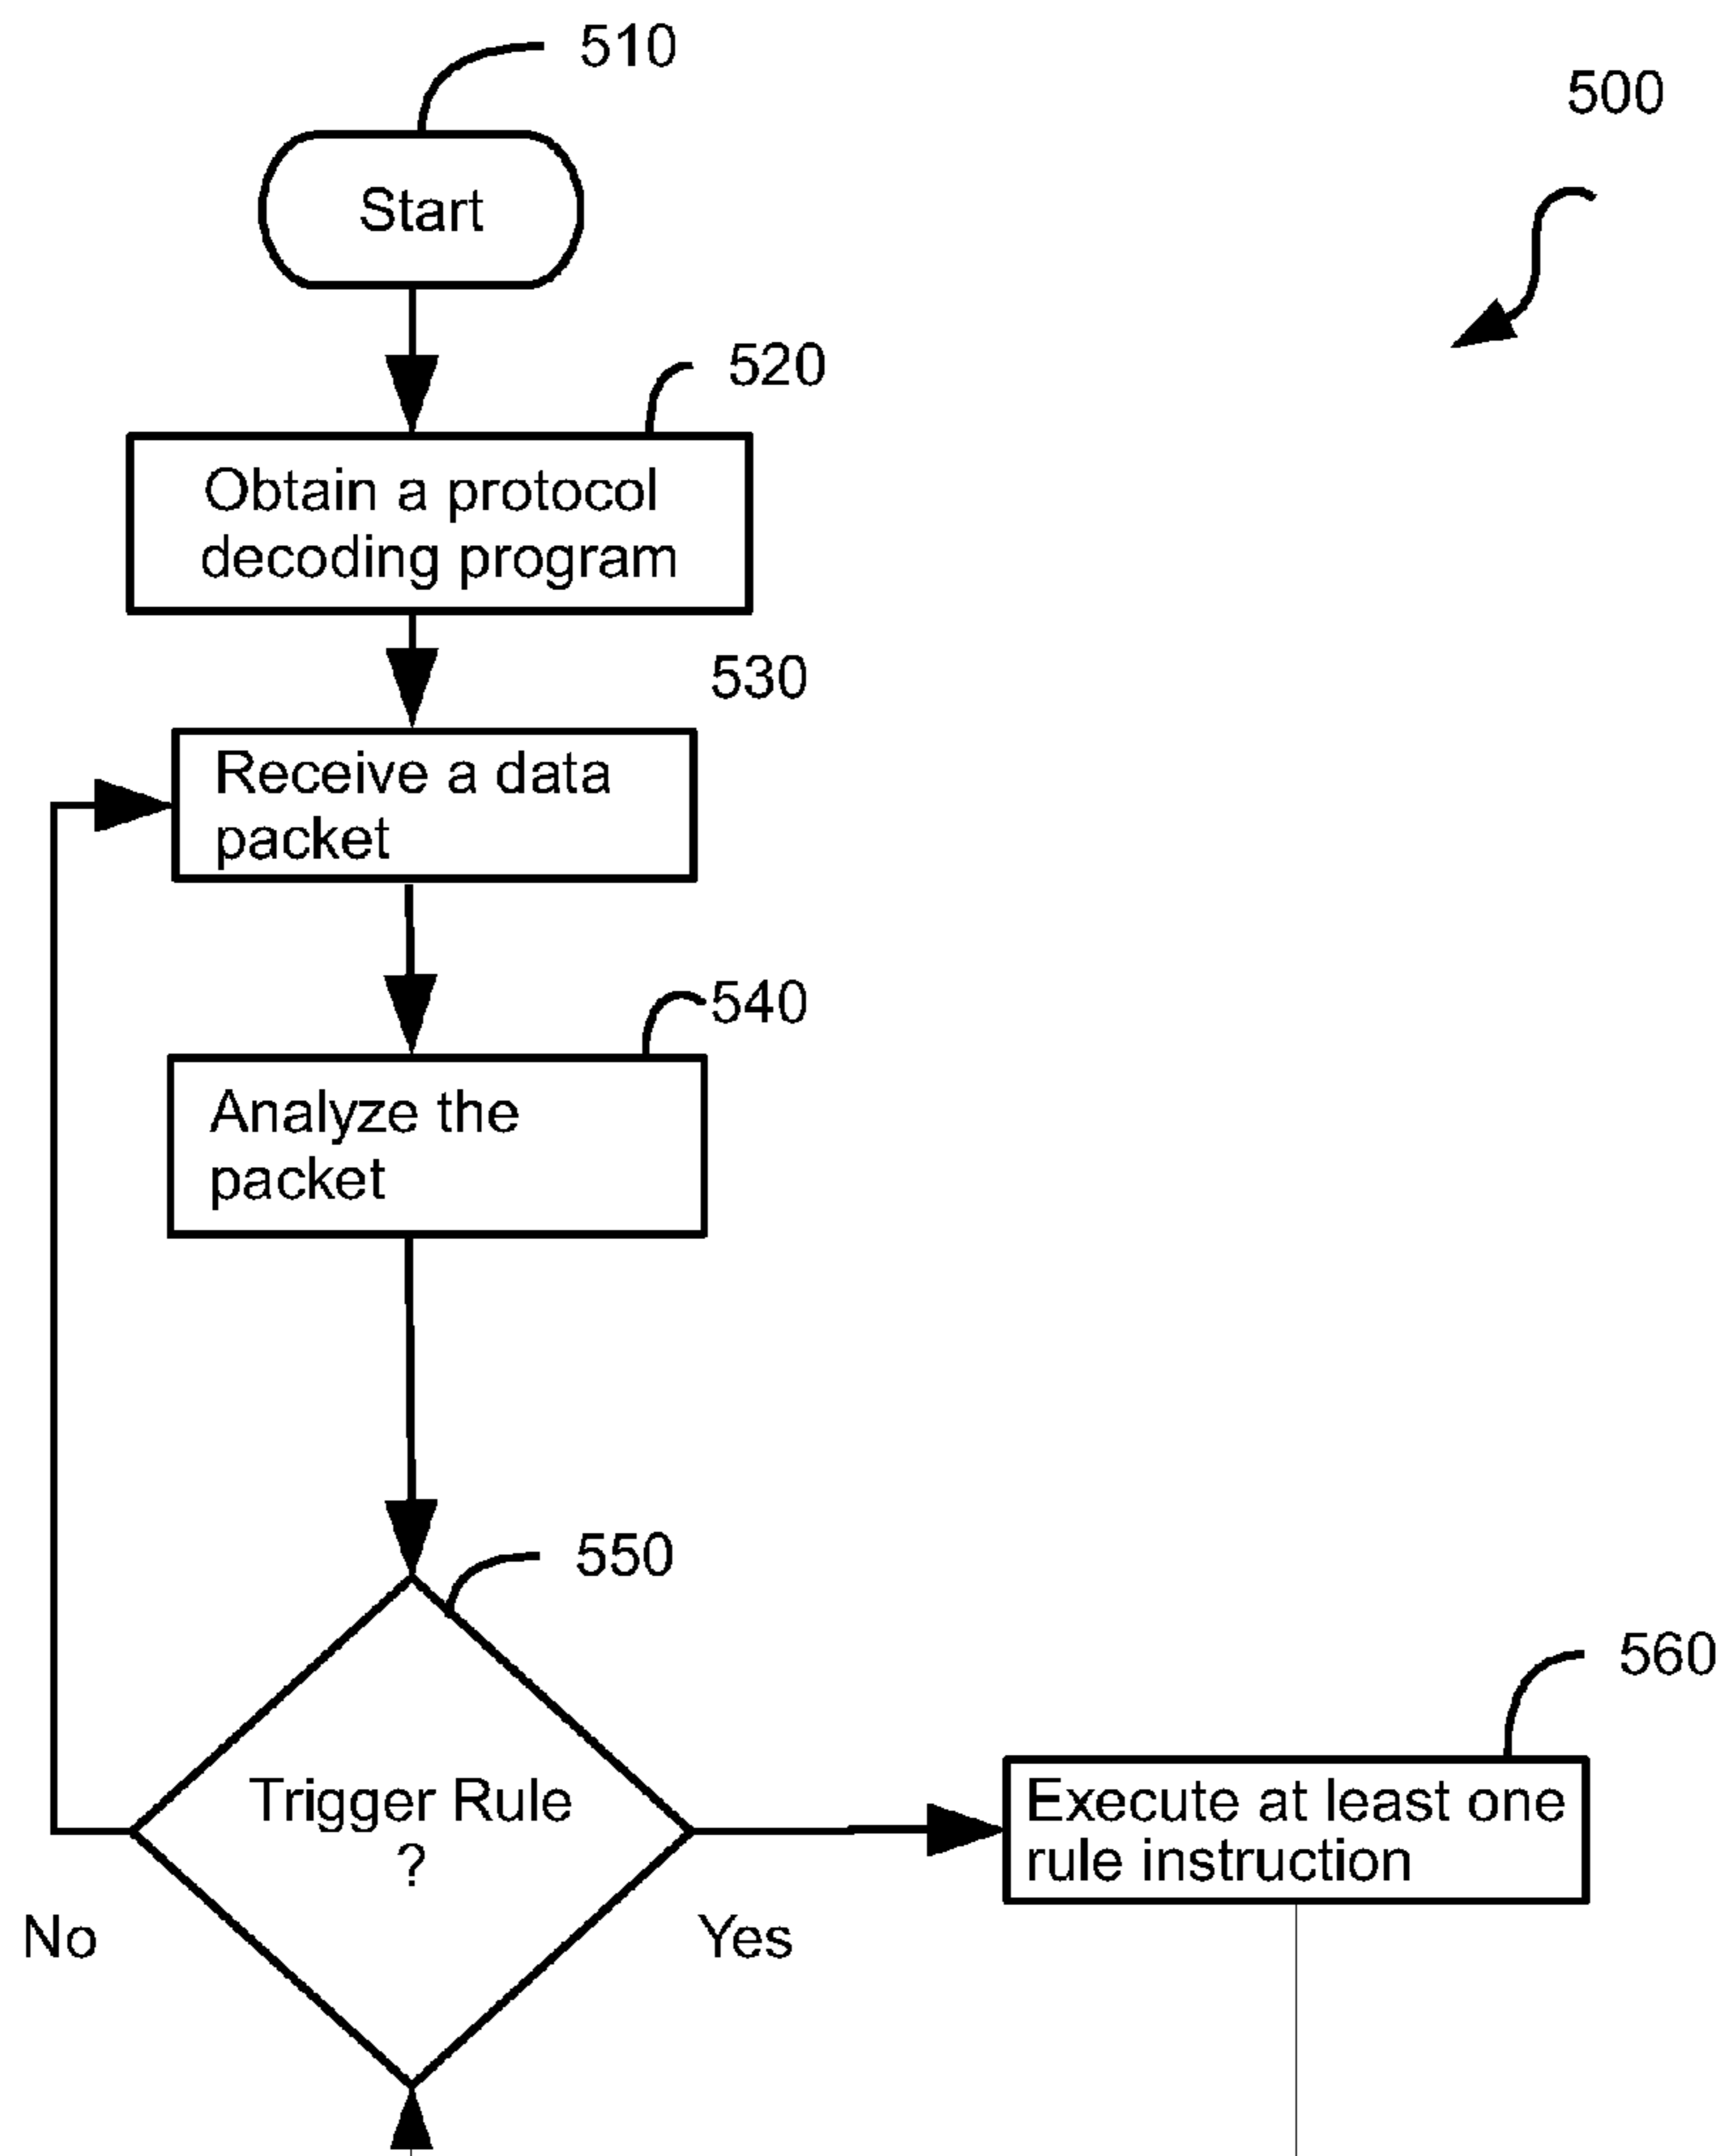 510
500
Start
520
Obtain a protocol
decoding program
530
Receive a data
packet
540
Analyze the
packet
550
560
Trigger Rule
?
Execute at least one
rule instruction
No
Yes